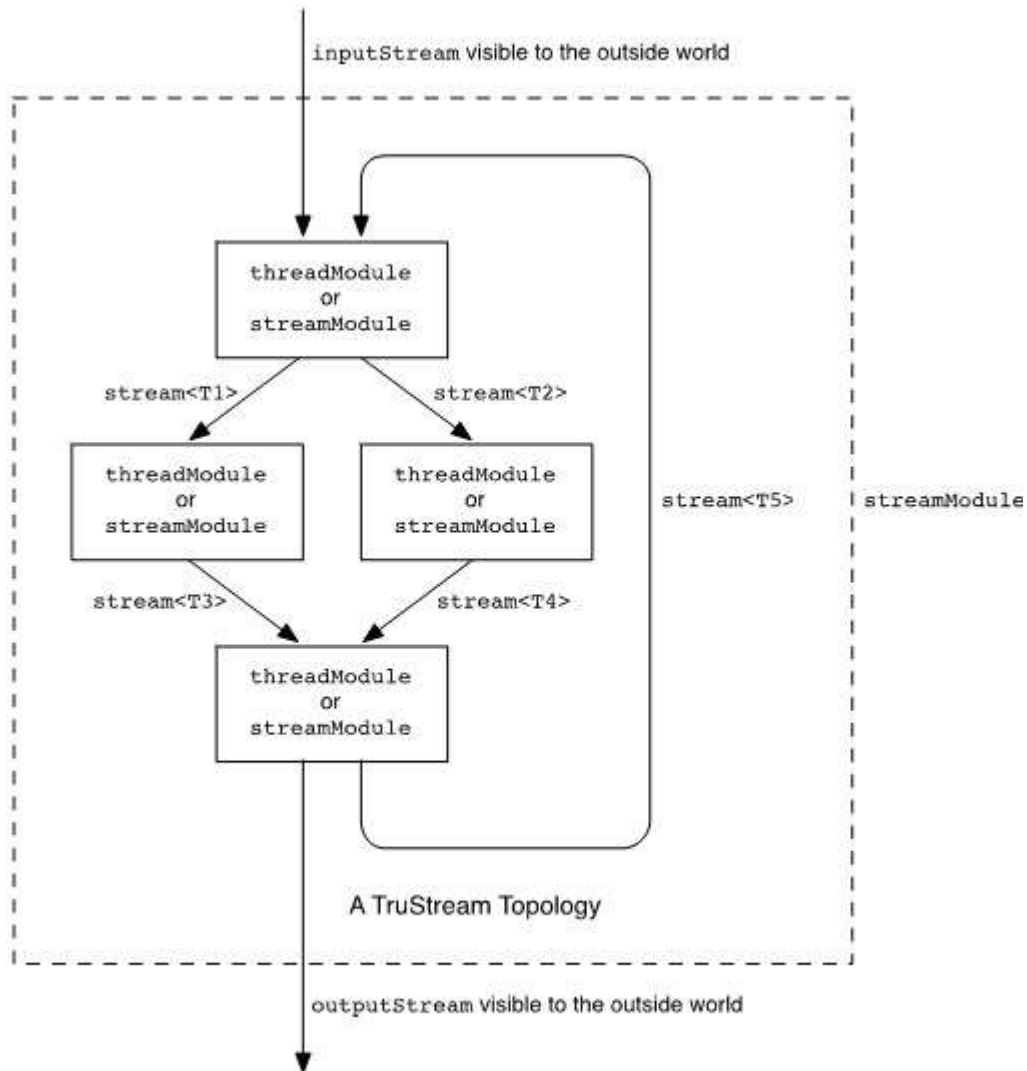 inputStream visible to the outside world
threadModule
or
streamModule
stream<T1>
stream<T2>
threadModule
or
streamModule
threadModule
or
streamModule
stream<T5>
streamModule
stream<T3>
stream<T4>
threadModule
or
streamModule
A TruStream Topology
outputStream visible to the outside world